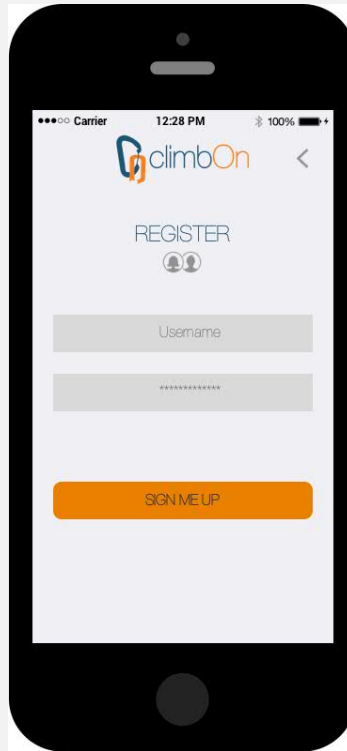 Carrier 12:28 PM 100%
climbOn
REGISTER
Username
*************
SIGN ME UP